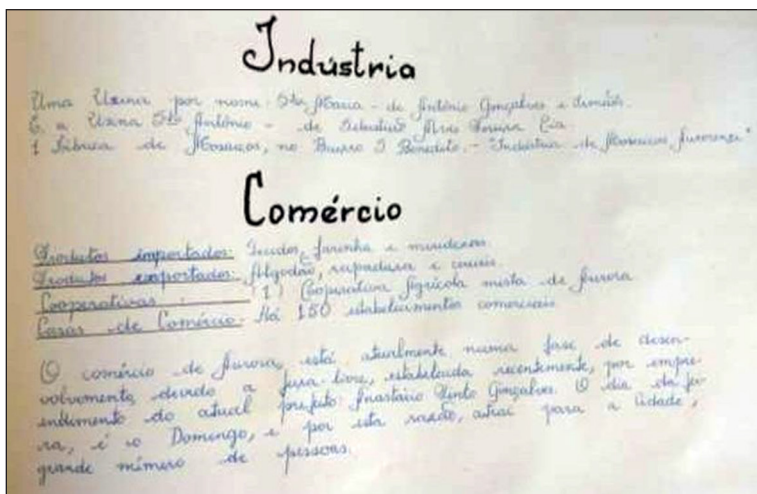 Indústria
Uma Usina por nome Sta Maria - de Antônio Gonçalves e Irmãos.
E a Usina Sto Antônio - de Sebastião Alves Pereira Cia.
1 Fábrica de Mosaicos, no Bairro S. Benedito. - "Indústria de Mosaicos Aurorense"
Comércio
Produtos importados: Tecidos, farinha e miudezas.
Produtos exportados: Algodão, rapadura e couros.
Cooperativas : (1) Cooperativa Agrícola mista de Aurora
Casas de Comércio: Há 150 estabelecimentos comerciais
O comércio de Aurora, está atualmente numa fase de desen-
volvimento, devido a feira-livre, estabelecida recentemente, por empre
endimento do atual prefeito: Anastácio Pinto Gonçalves. O dia da fei
ra, é o Domingo, e por esta razão, atrai para a cidade,
grande número de pessoas.